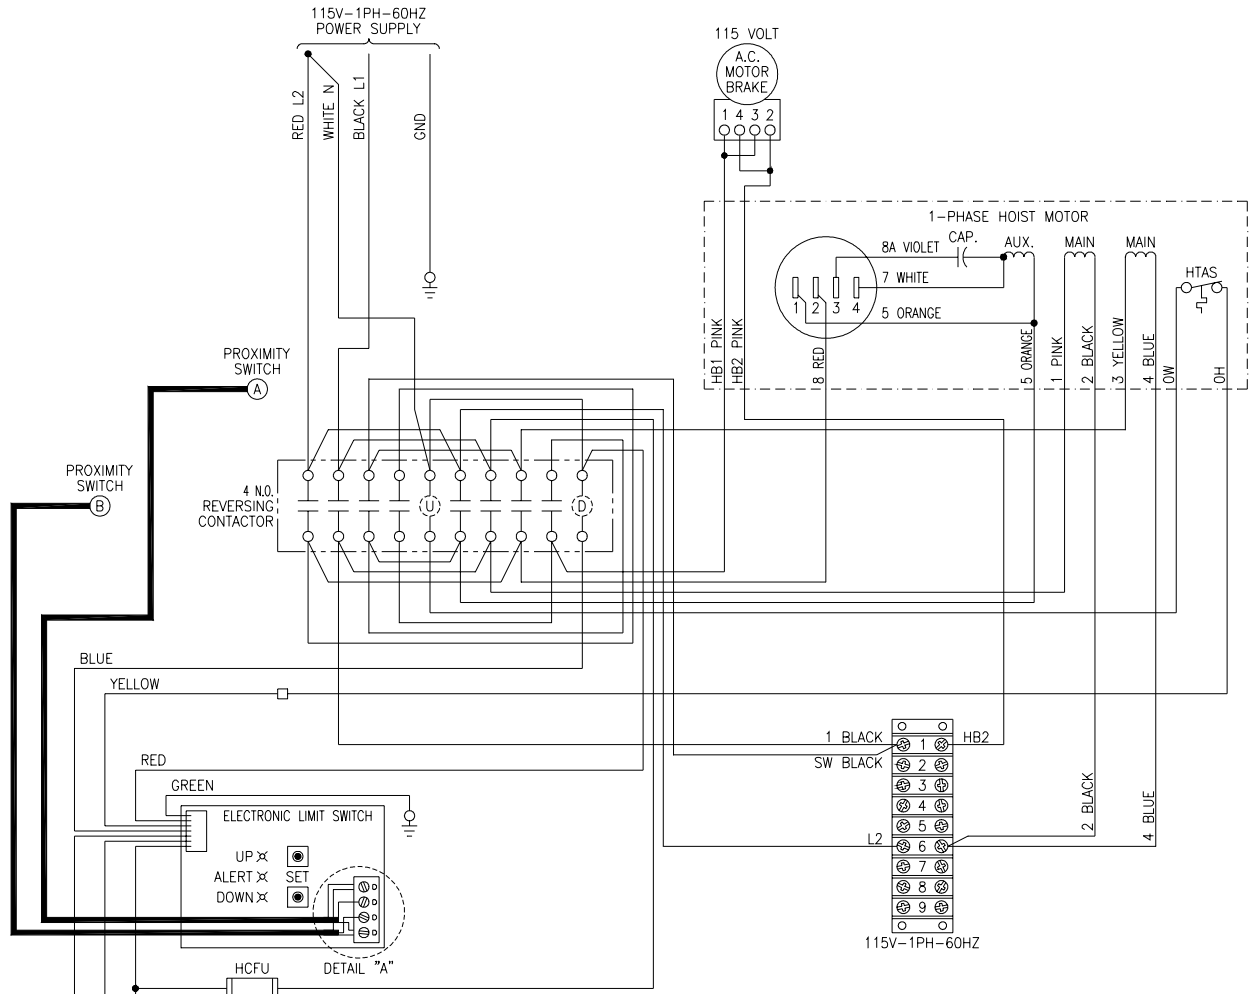 115V-1PH-60HZ
POWER SUPPLY
RED L2
WHITE N
BLACK L1
GND
115 VOLT
A.C.
MOTOR
BRAKE
1 4 3 2
HB1 PINK
HB2 PINK
1-PHASE HOIST MOTOR
8A VIOLET
CAP.
AUX.
MAIN
MAIN
HTAS
7 WHITE
1 2 3 4
5 ORANGE
8 RED
5 ORANGE
1 PINK
2 BLACK
3 YELLOW
4 BLUE
OW
OH
PROXIMITY
SWITCH
A
PROXIMITY
SWITCH
B
4 N.O.
REVERSING
CONTACTOR
U
D
BLUE
YELLOW
RED
GREEN
ELECTRONIC LIMIT SWITCH
UP
ALERT
SET
DOWN
D
D
D
D
DETAIL "A"
HCFU
1 BLACK
SW BLACK
L2
HB2
1
2
3
4
5
6
7
8
9
2 BLACK
4 BLUE
115V-1PH-60HZ